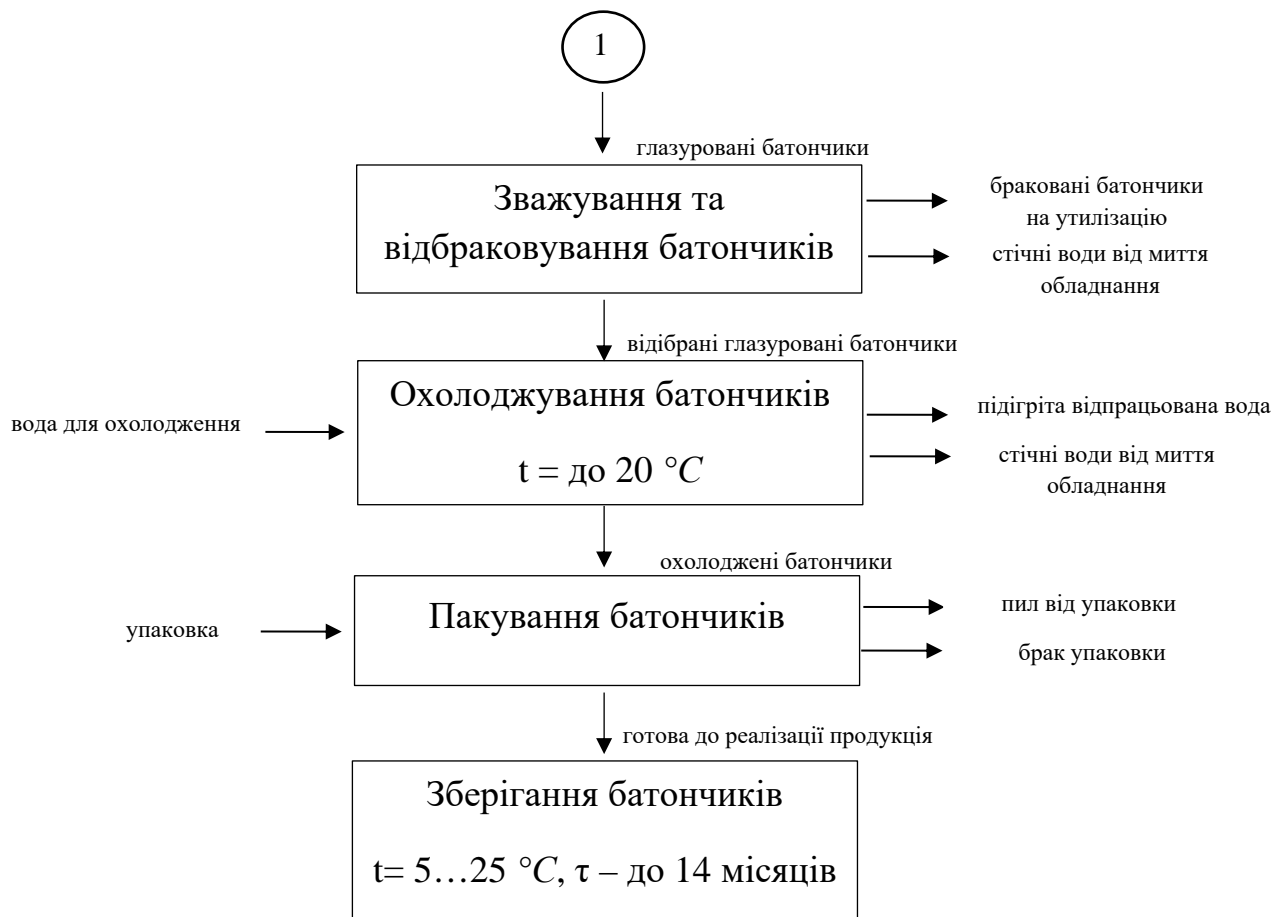 1
глазуровані батончики
Зважування та
відбраковування батончиків
браковані батончики
на утилізацію
стічні води від миття
обладнання
відібрані глазуровані батончики
вода для охолодження
Охолоджування батончиків
t = до 20 °C
підігріта відпрацьована вода
стічні води від миття
обладнання
охолоджені батончики
упаковка
Пакування батончиків
пил від упаковки
брак упаковки
готова до реалізації продукція
Зберігання батончиків
t= 5…25 °C, τ – до 14 місяців